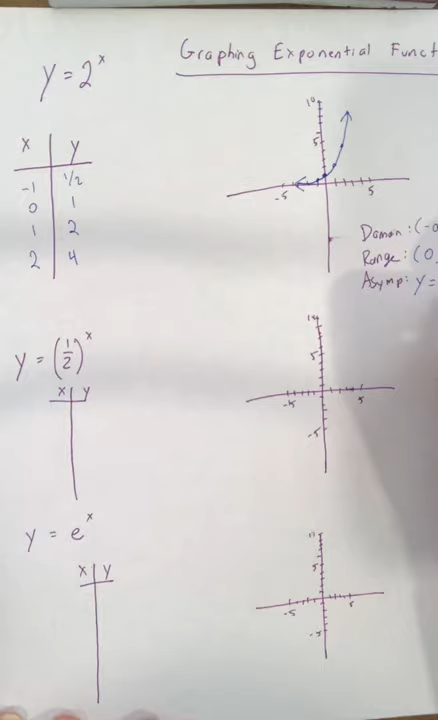 Graphing Exponential Funct
y = 2^x
x y
-1 1/2
0 1
1 2
2 4
10
5
-5 5
Domain: (-
Range: (0,
Asymp: y =
y = (1/2)^x
x y
5
-5 5
-5
y = e^x
x y
5
-5 5
-5